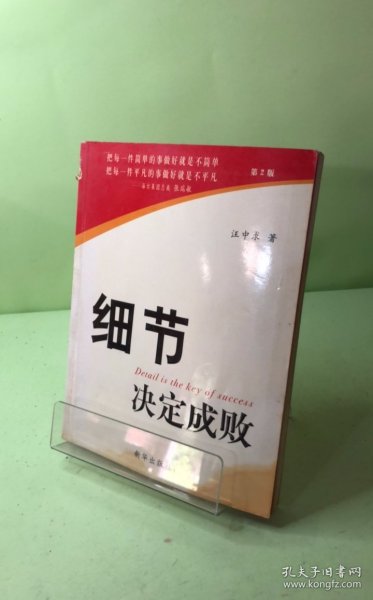 把每一件简单的事做好就是不简单
把每一件平凡的事做好就是不平凡
——海尔集团总裁 张瑞敏
第2版
汪中求 著
细节
Detail is the key of success
决定成败
新华出版社
孔夫子旧书网
www.kongfz.com